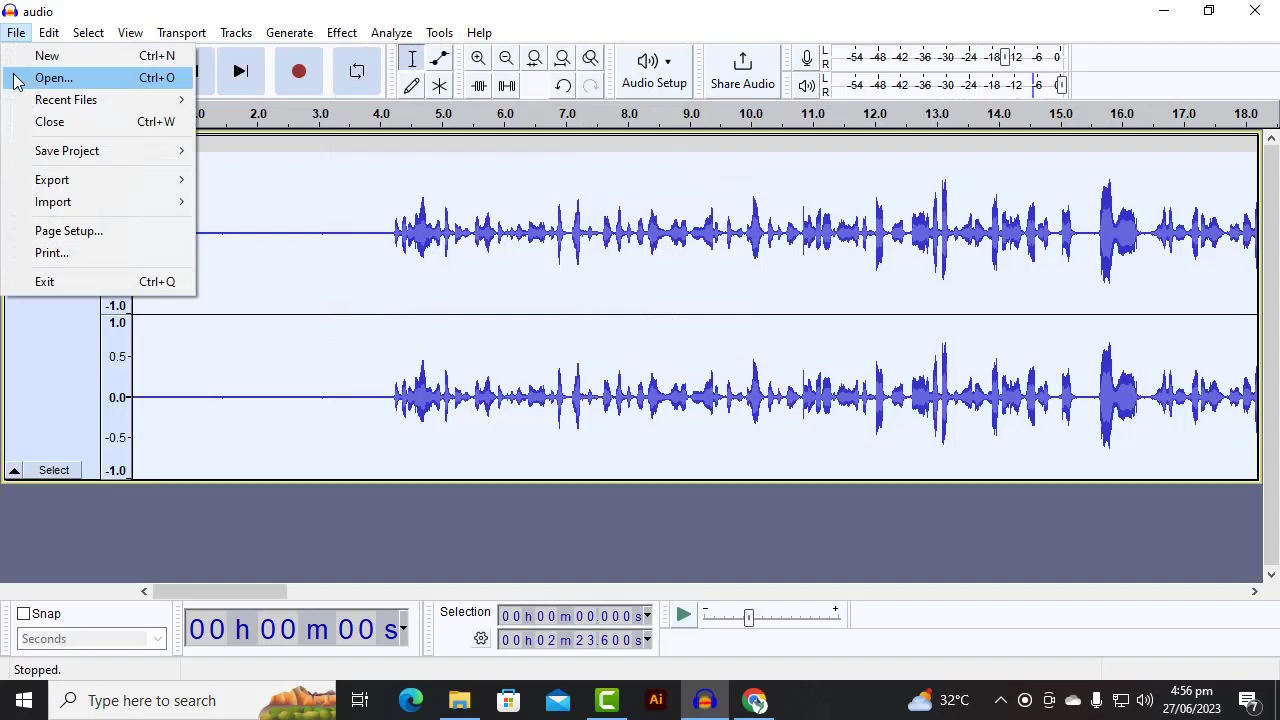 audio
File Edit Select View Transport Tracks Generate Effect Analyze Tools Help
New Ctrl+N
Open... Ctrl+O
Recent Files
Close Ctrl+W
Save Project
Export
Import
Page Setup...
Print...
Exit Ctrl+Q
Audio Setup
Share Audio
L
R
-54 -48 -42 -36 -30 -24 -18 -12 -6 0
L
R
-54 -48 -42 -36 -30 -24 -18 -12 -6 0
1.0 2.0 3.0 4.0 5.0 6.0 7.0 8.0 9.0 10.0 11.0 12.0 13.0 14.0 15.0 16.0 17.0 18.0
-1.0
1.0
0.5
0.0
-0.5
-1.0
Select
Snap
Seconds
00 h 00 m 00 s
Selection
00 h 00 m 00.000 s
00 h 02 m 23.600 s
- +
Stopped.
Type here to search
Ai
32°C
4:56 pm
27/06/2023
7